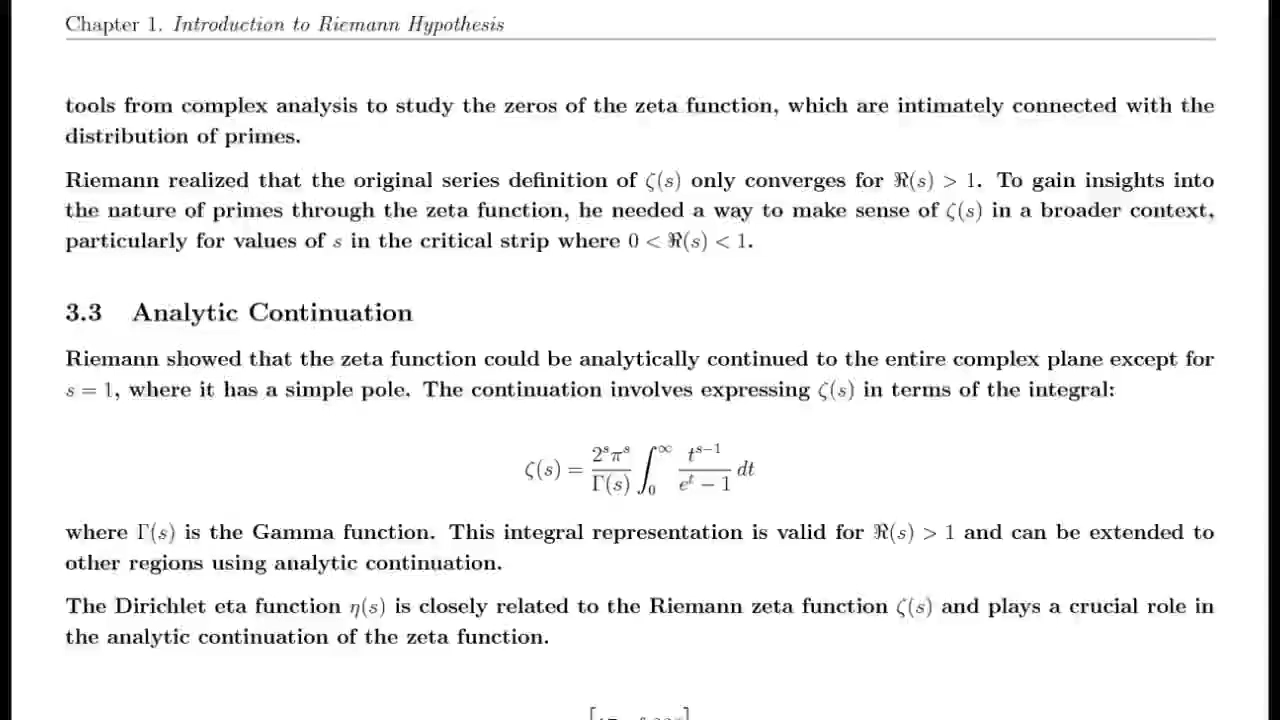 Chapter 1. Introduction to Riemann Hypothesis
tools from complex analysis to study the zeros of the zeta function, which are intimately connected with the
distribution of primes.
Riemann realized that the original series definition of ζ(s) only converges for ℜ(s) > 1. To gain insights into
the nature of primes through the zeta function, he needed a way to make sense of ζ(s) in a broader context,
particularly for values of s in the critical strip where 0 < ℜ(s) < 1.
3.3 Analytic Continuation
Riemann showed that the zeta function could be analytically continued to the entire complex plane except for
s = 1, where it has a simple pole. The continuation involves expressing ζ(s) in terms of the integral:
ζ(s) = 2^s π^s / Γ(s) ∫_0^∞ t^{s−1} / (e^t − 1) dt
where Γ(s) is the Gamma function. This integral representation is valid for ℜ(s) > 1 and can be extended to
other regions using analytic continuation.
The Dirichlet eta function η(s) is closely related to the Riemann zeta function ζ(s) and plays a crucial role in
the analytic continuation of the zeta function.